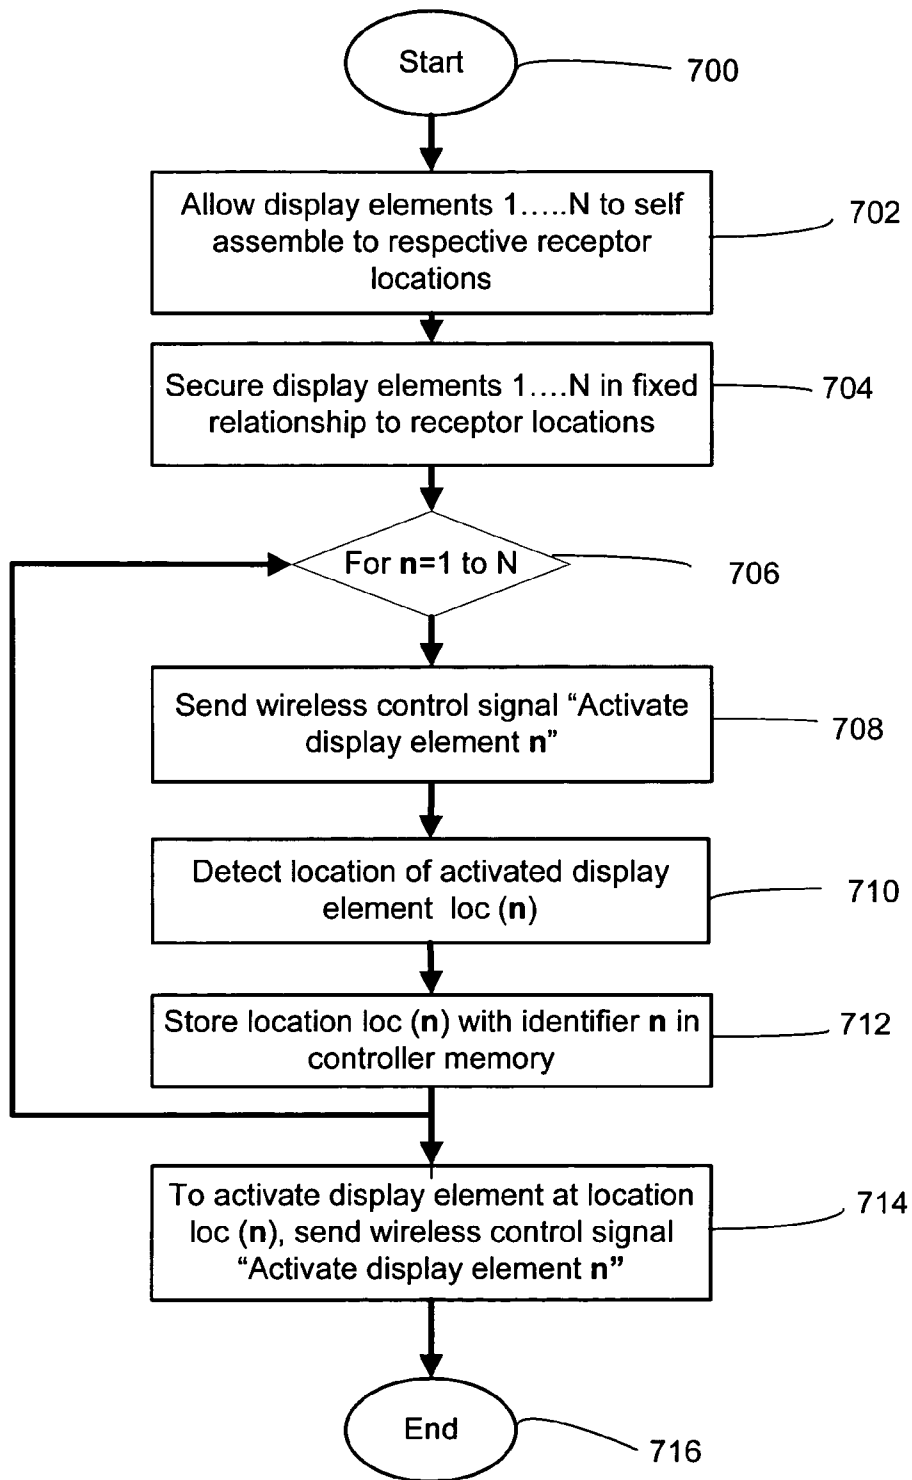 Start
700
Allow display elements 1.....N to self
assemble to respective receptor
locations
702
Secure display elements 1....N in fixed
relationship to receptor locations
704
For n=1 to N
706
Send wireless control signal “Activate
display element n”
708
Detect location of activated display
element loc (n)
710
Store location loc (n) with identifier n in
controller memory
712
To activate display element at location
loc (n), send wireless control signal
“Activate display element n”
714
End
716